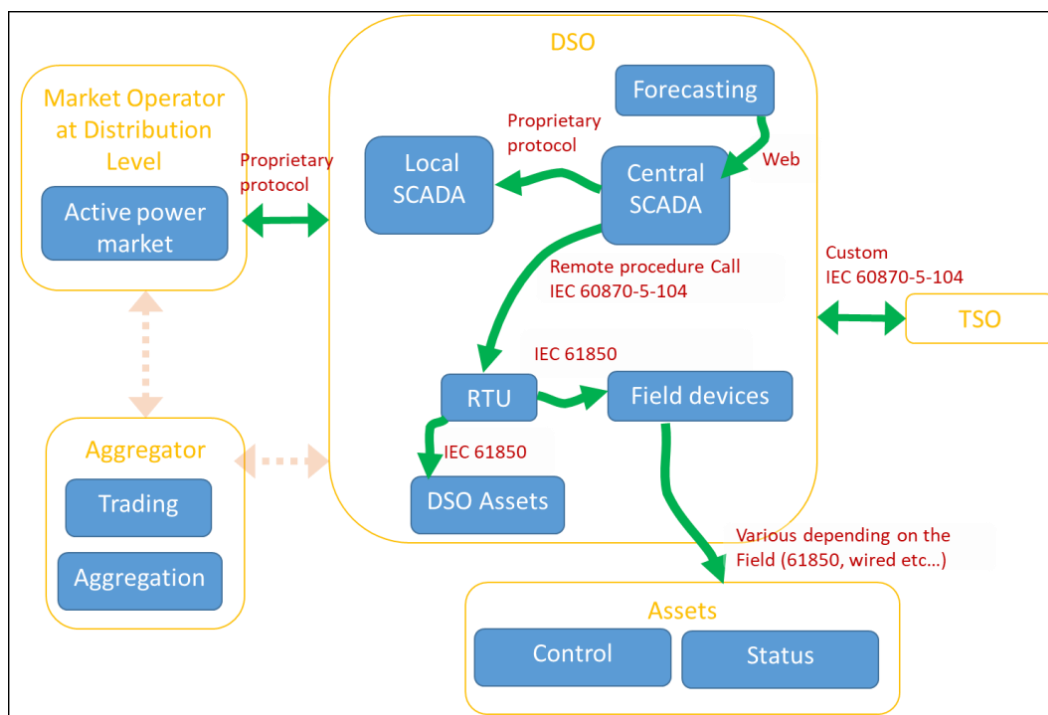 DSO
Market Operator
at Distribution
Level
Active power
market
Proprietary
protocol
Forecasting
Proprietary
protocol
Web
Local
SCADA
Central
SCADA
Remote procedure Call
IEC 60870-5-104
Custom
IEC 60870-5-104
TSO
IEC 61850
RTU
Field devices
IEC 61850
DSO Assets
Aggregator
Trading
Aggregation
Various depending on the
Field (61850, wired etc...)
Assets
Control
Status